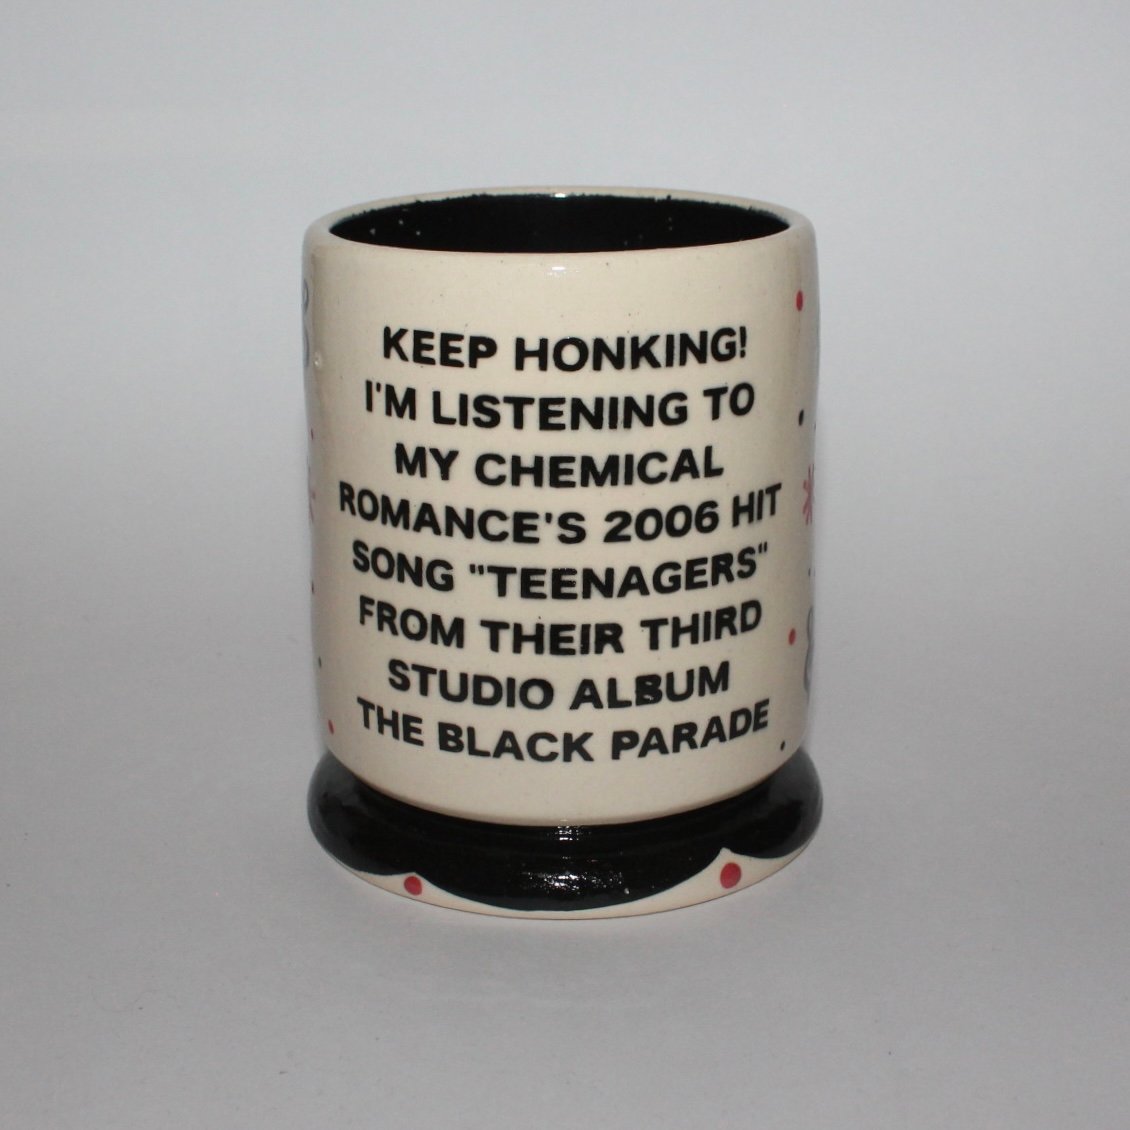 KEEP HONKING!
I'M LISTENING TO
MY CHEMICAL
ROMANCE'S 2006 HIT
SONG "TEENAGERS"
FROM THEIR THIRD
STUDIO ALBUM
THE BLACK PARADE